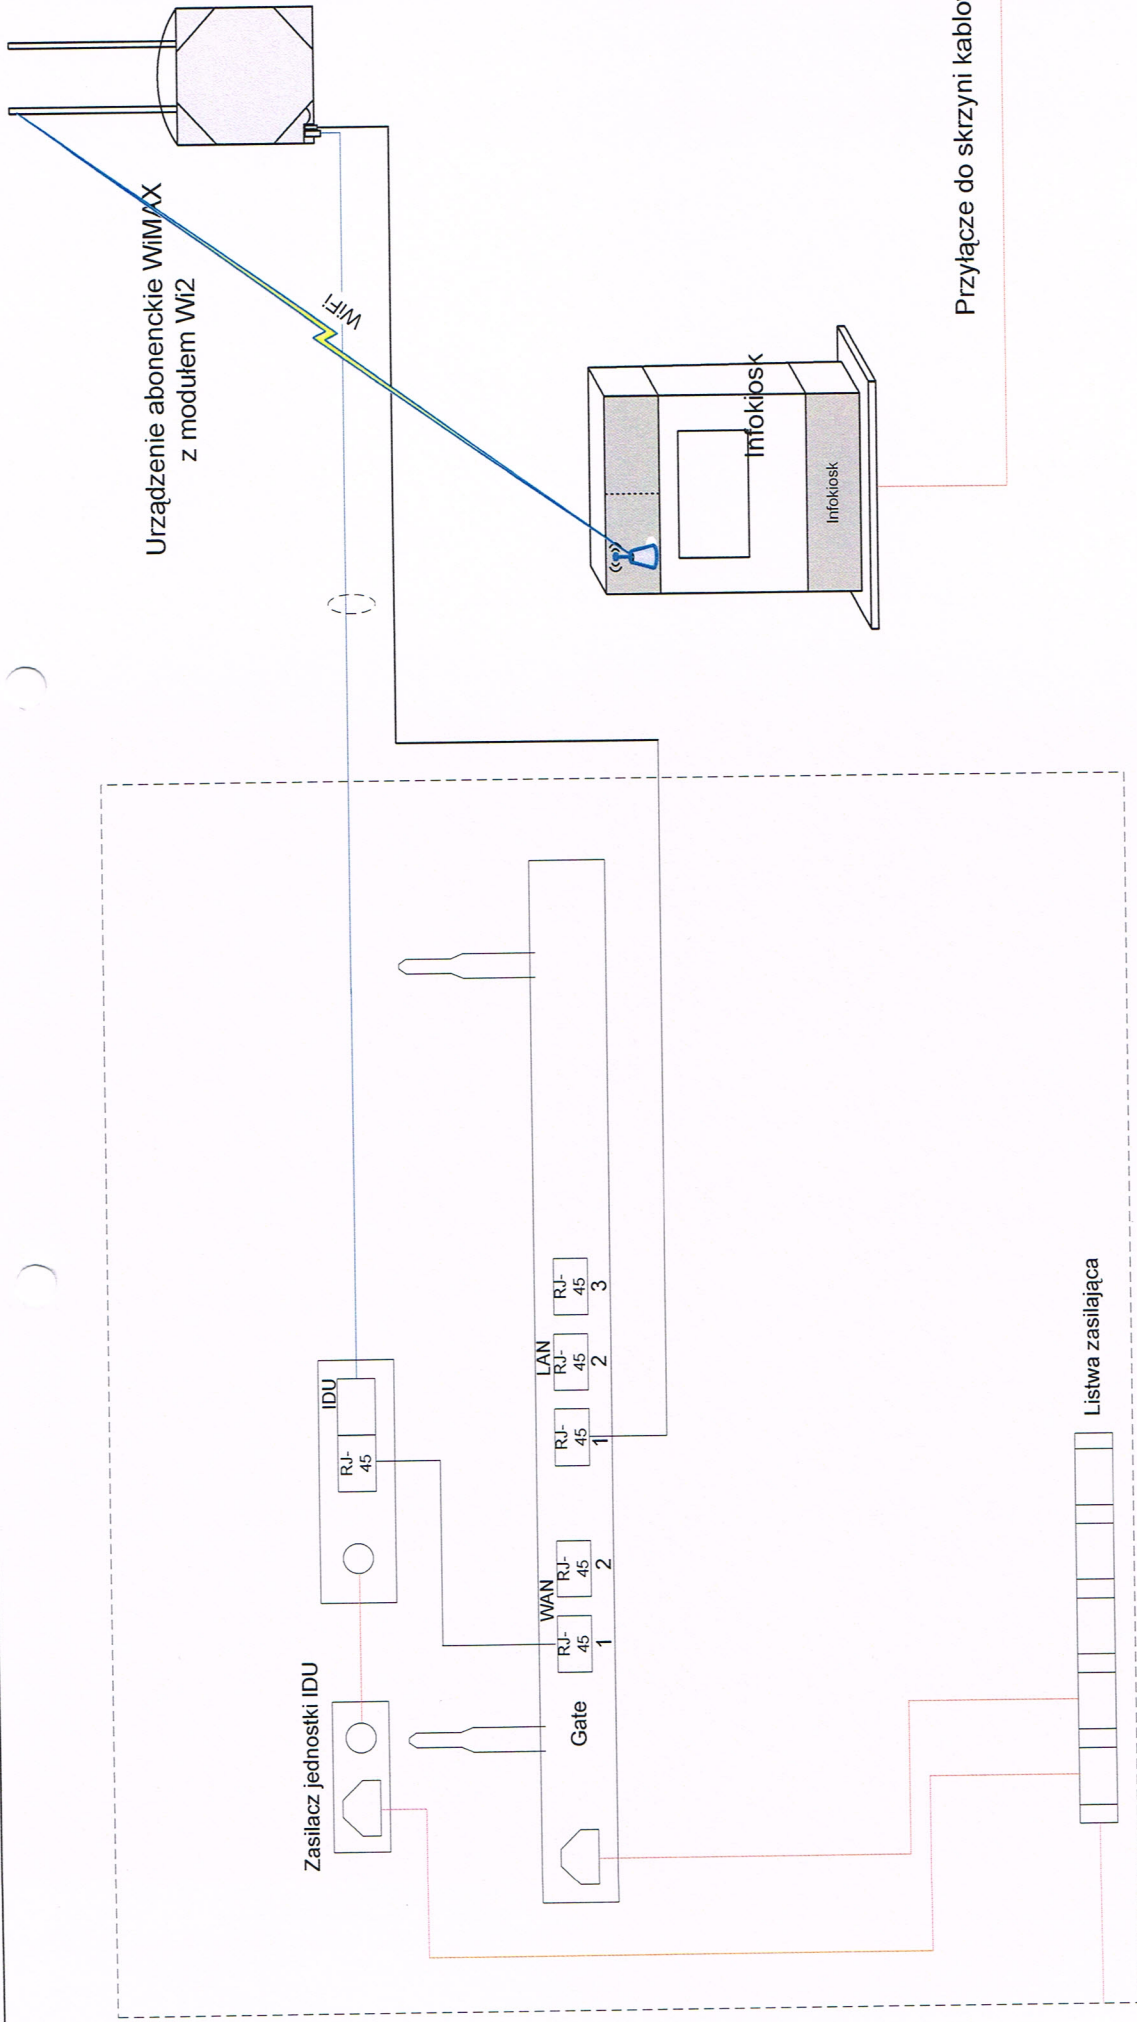 Urządzenie abonenckie WiMAX
z modułem Wi2
WiFi
Infokiosk
Infokiosk
Przyłącze do skrzyni
Zasilacz jednostki IDU
IDU
RJ-
45
Gate
WAN
RJ-
45
1
RJ-
45
2
LAN
RJ-
45
1
RJ-
45
2
RJ-
45
3
Listwa zasilająca